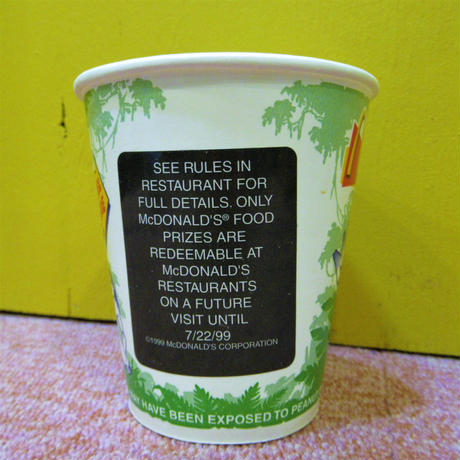 SEE RULES IN
RESTAURANT FOR
FULL DETAILS. ONLY
McDONALD'S® FOOD
PRIZES ARE
REDEEMABLE AT
McDONALD'S
RESTAURANTS
ON A FUTURE
VISIT UNTIL
7/22/99
©1999 McDONALD'S CORPORATION
HAVE BEEN EXPOSED TO